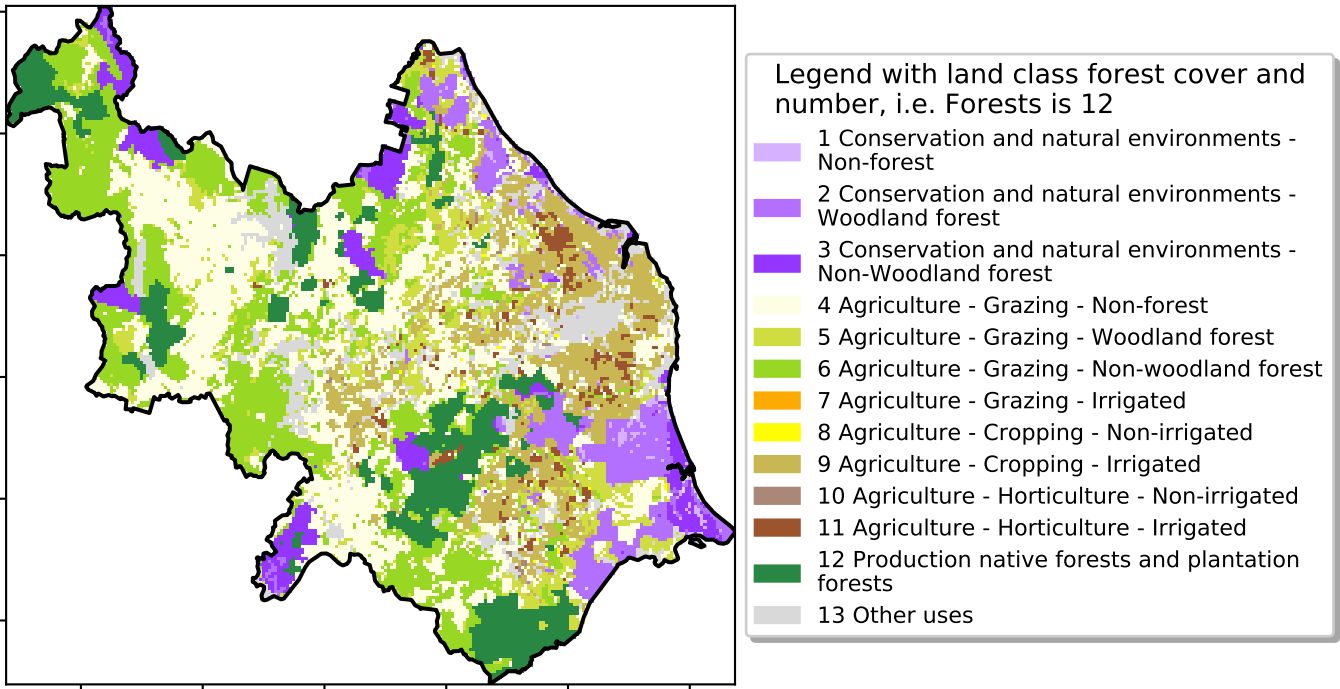 Legend with land class forest cover and
number, i.e. Forests is 12
1 Conservation and natural environments -
Non-forest
2 Conservation and natural environments -
Woodland forest
3 Conservation and natural environments -
Non-Woodland forest
4 Agriculture - Grazing - Non-forest
5 Agriculture - Grazing - Woodland forest
6 Agriculture - Grazing - Non-woodland forest
7 Agriculture - Grazing - Irrigated
8 Agriculture - Cropping - Non-irrigated
9 Agriculture - Cropping - Irrigated
10 Agriculture - Horticulture - Non-irrigated
11 Agriculture - Horticulture - Irrigated
12 Production native forests and plantation
forests
13 Other uses